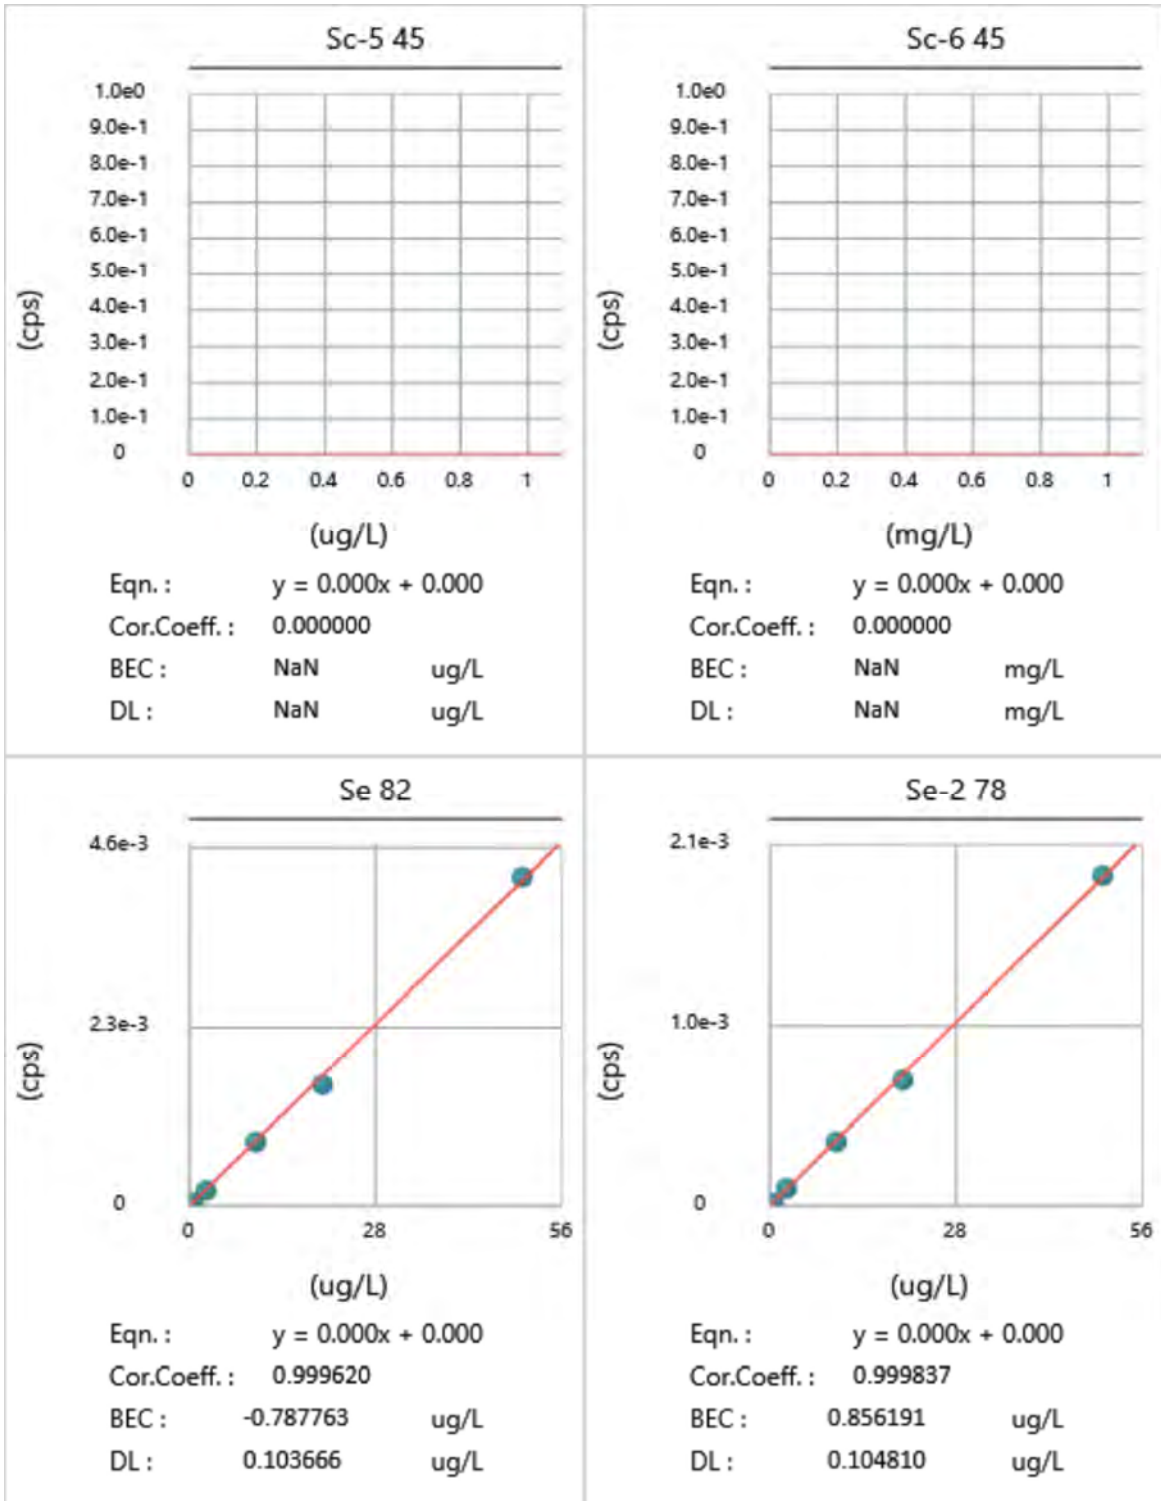 Sc-5 45
1.0e0
9.0e-1
8.0e-1
7.0e-1
6.0e-1
5.0e-1
4.0e-1
3.0e-1
2.0e-1
1.0e-1
0
(cps)
0 0.2 0.4 0.6 0.8 1
(ug/L)
Eqn. : y = 0.000x + 0.000
Cor.Coeff. : 0.000000
BEC : NaN ug/L
DL : NaN ug/L
Sc-6 45
1.0e0
9.0e-1
8.0e-1
7.0e-1
6.0e-1
5.0e-1
4.0e-1
3.0e-1
2.0e-1
1.0e-1
0
(cps)
0 0.2 0.4 0.6 0.8 1
(mg/L)
Eqn. : y = 0.000x + 0.000
Cor.Coeff. : 0.000000
BEC : NaN mg/L
DL : NaN mg/L
Se 82
4.6e-3
2.3e-3
0
(cps)
0 28 56
(ug/L)
Eqn. : y = 0.000x + 0.000
Cor.Coeff. : 0.999620
BEC : -0.787763 ug/L
DL : 0.103666 ug/L
Se-2 78
2.1e-3
1.0e-3
0
(cps)
0 28 56
(ug/L)
Eqn. : y = 0.000x + 0.000
Cor.Coeff. : 0.999837
BEC : 0.856191 ug/L
DL : 0.104810 ug/L